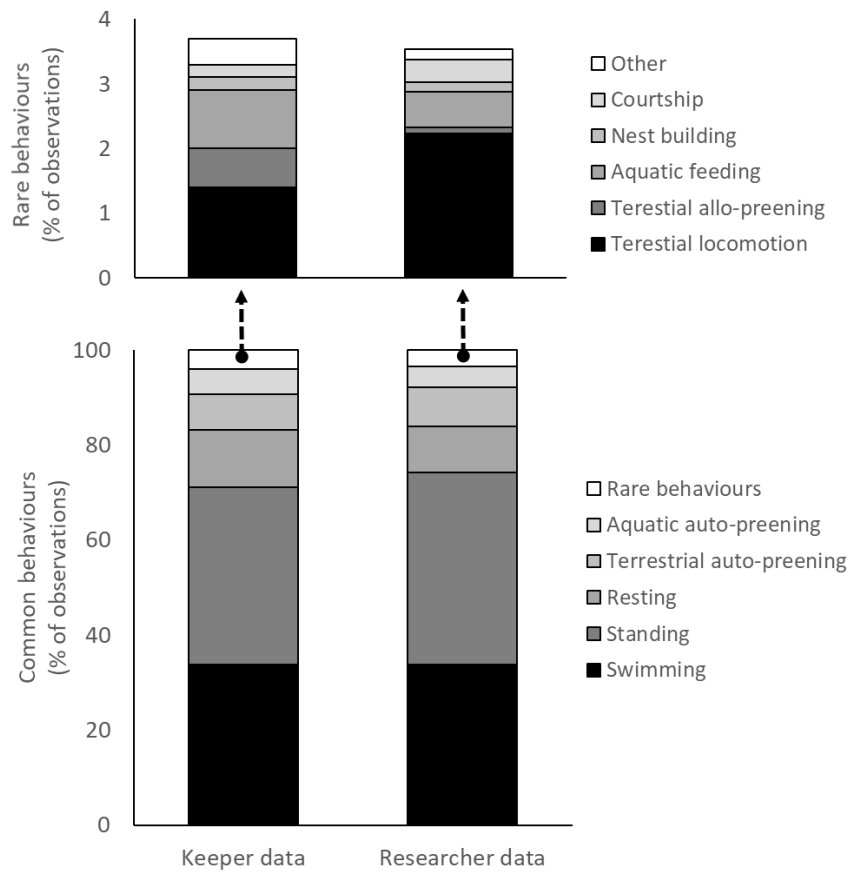 Rare behaviours
(% of observations)
4
3
2
1
0
Other
Courtship
Nest building
Aquatic feeding
Terestial allo-preening
Terestial locomotion
Common behaviours
(% of observations)
100
80
60
40
20
0
Rare behaviours
Aquatic auto-preening
Terrestrial auto-preening
Resting
Standing
Swimming
Keeper data
Researcher data